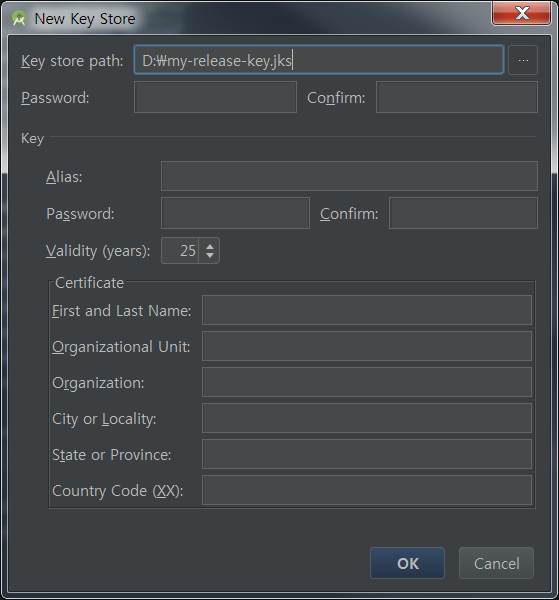 New Key Store
Key store path: D:₩my-release-key.jks ...
Password: Confirm:
Key
Alias:
Password: Confirm:
Validity (years): 25
Certificate
First and Last Name:
Organizational Unit:
Organization:
City or Locality:
State or Province:
Country Code (XX):
OK Cancel